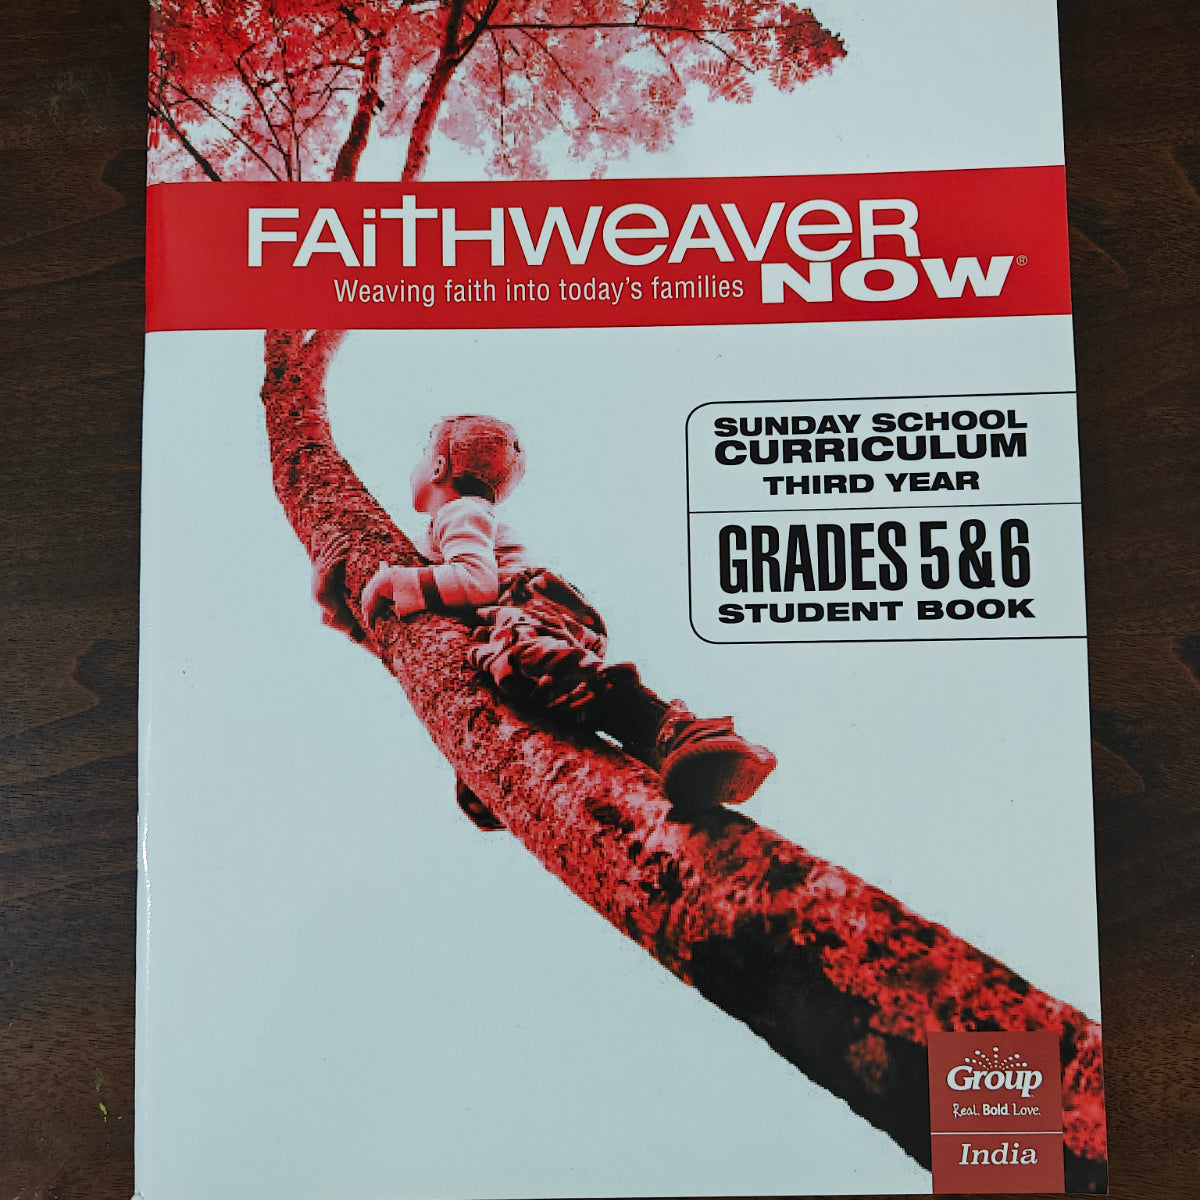 FAiTHWeAVeR
Weaving faith into today's families NOW®
SUNDAY SCHOOL
CURRICULUM
THIRD YEAR
GRADES 5 & 6
STUDENT BOOK
Group
Real. Bold. Love.
India